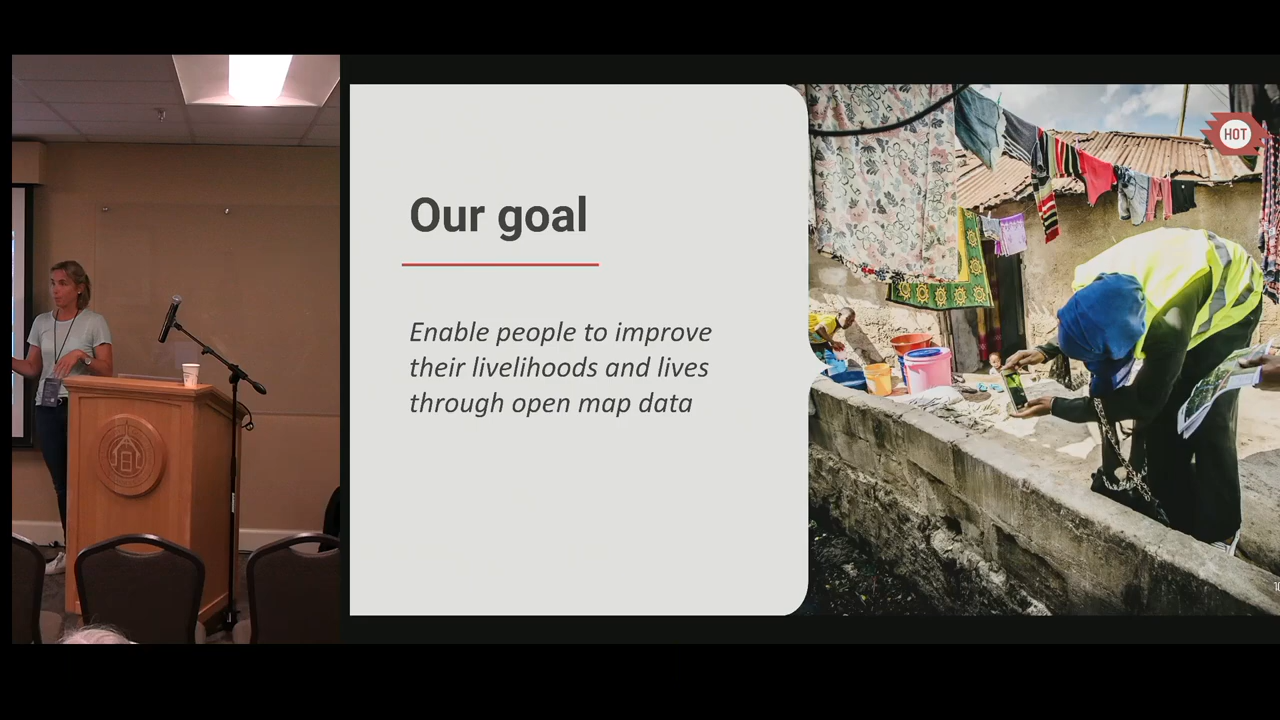 Our goal
Enable people to improve
their livelihoods and lives
through open map data
HOT